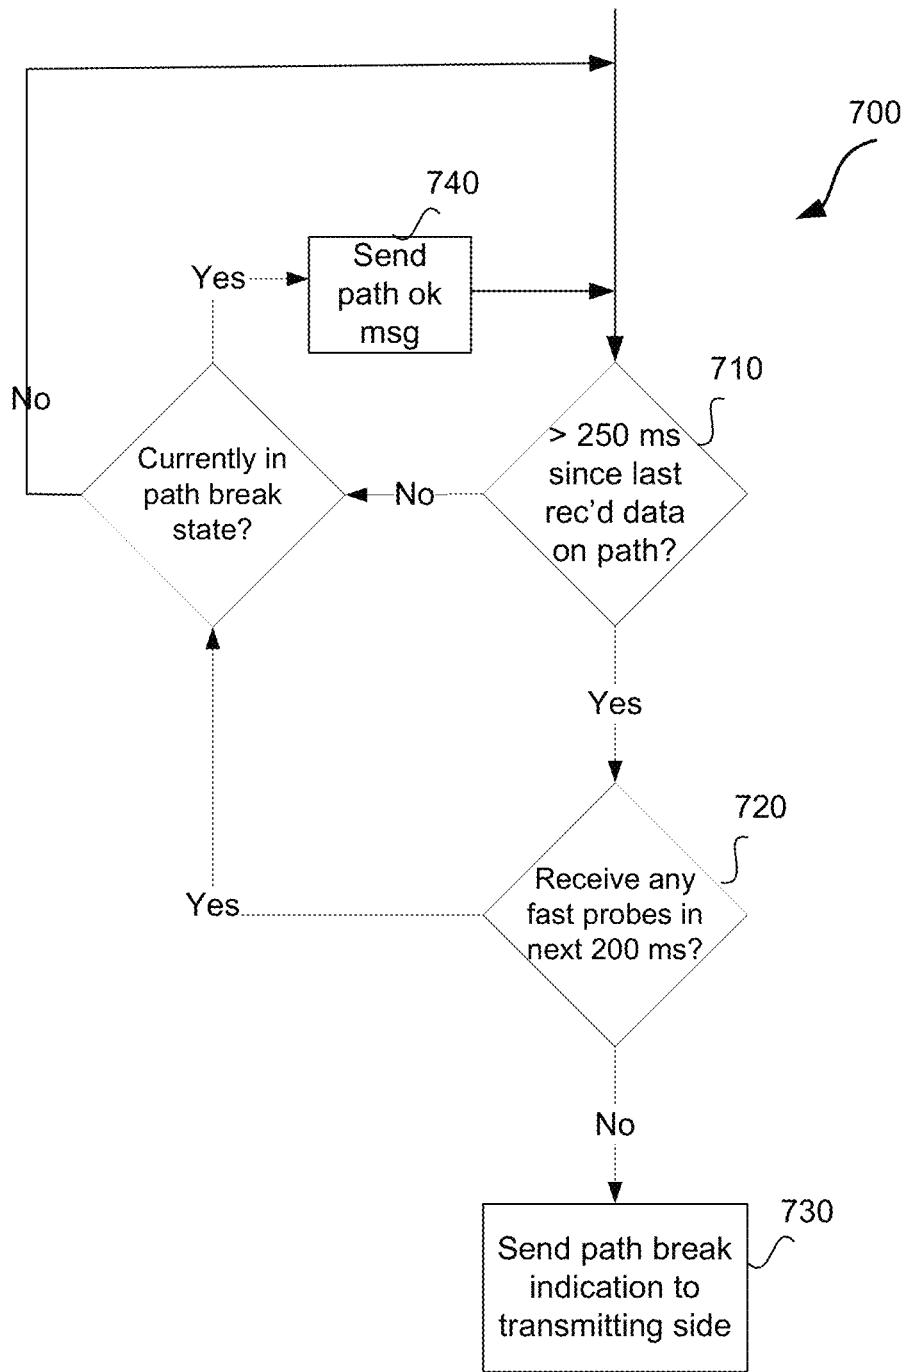 700
740
Send
path ok
msg
Yes
No
710
> 250 ms
since last
rec'd data
on path?
Currently in
path break
state?
No
Yes
720
Receive any
fast probes in
next 200 ms?
Yes
No
730
Send path break
indication to
transmitting side